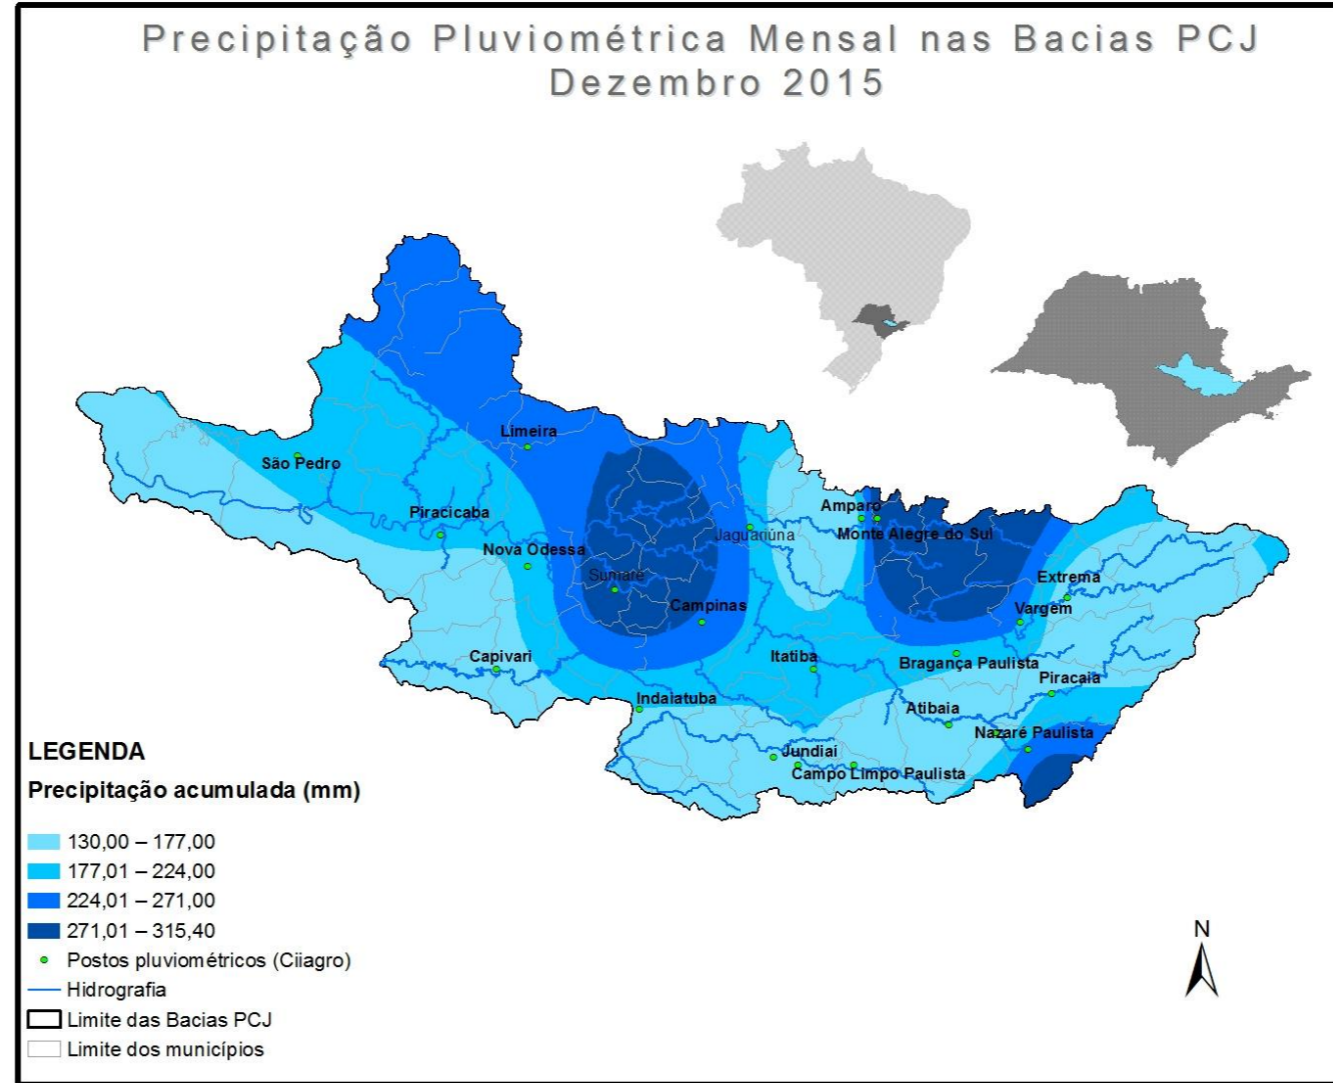 Precipitação Pluviométrica Mensal nas Bacias PCJ
Dezembro 2015
Limeira
São Pedro
Piracicaba
Amparo
Jaguariúna
Monte Alegre do Sul
Nova Odessa
Sumaré
Extrema
Campinas
Vargem
Capivari
Itatiba
Bragança Paulista
Piracaia
Indaiatuba
Atibaia
Nazaré Paulista
Jundiaí
Campo Limpo Paulista
LEGENDA
Precipitação acumulada (mm)
130,00 – 177,00
177,01 – 224,00
224,01 – 271,00
271,01 – 315,40
Postos pluviométricos (Ciiagro)
Hidrografia
Limite das Bacias PCJ
Limite dos municípios
N